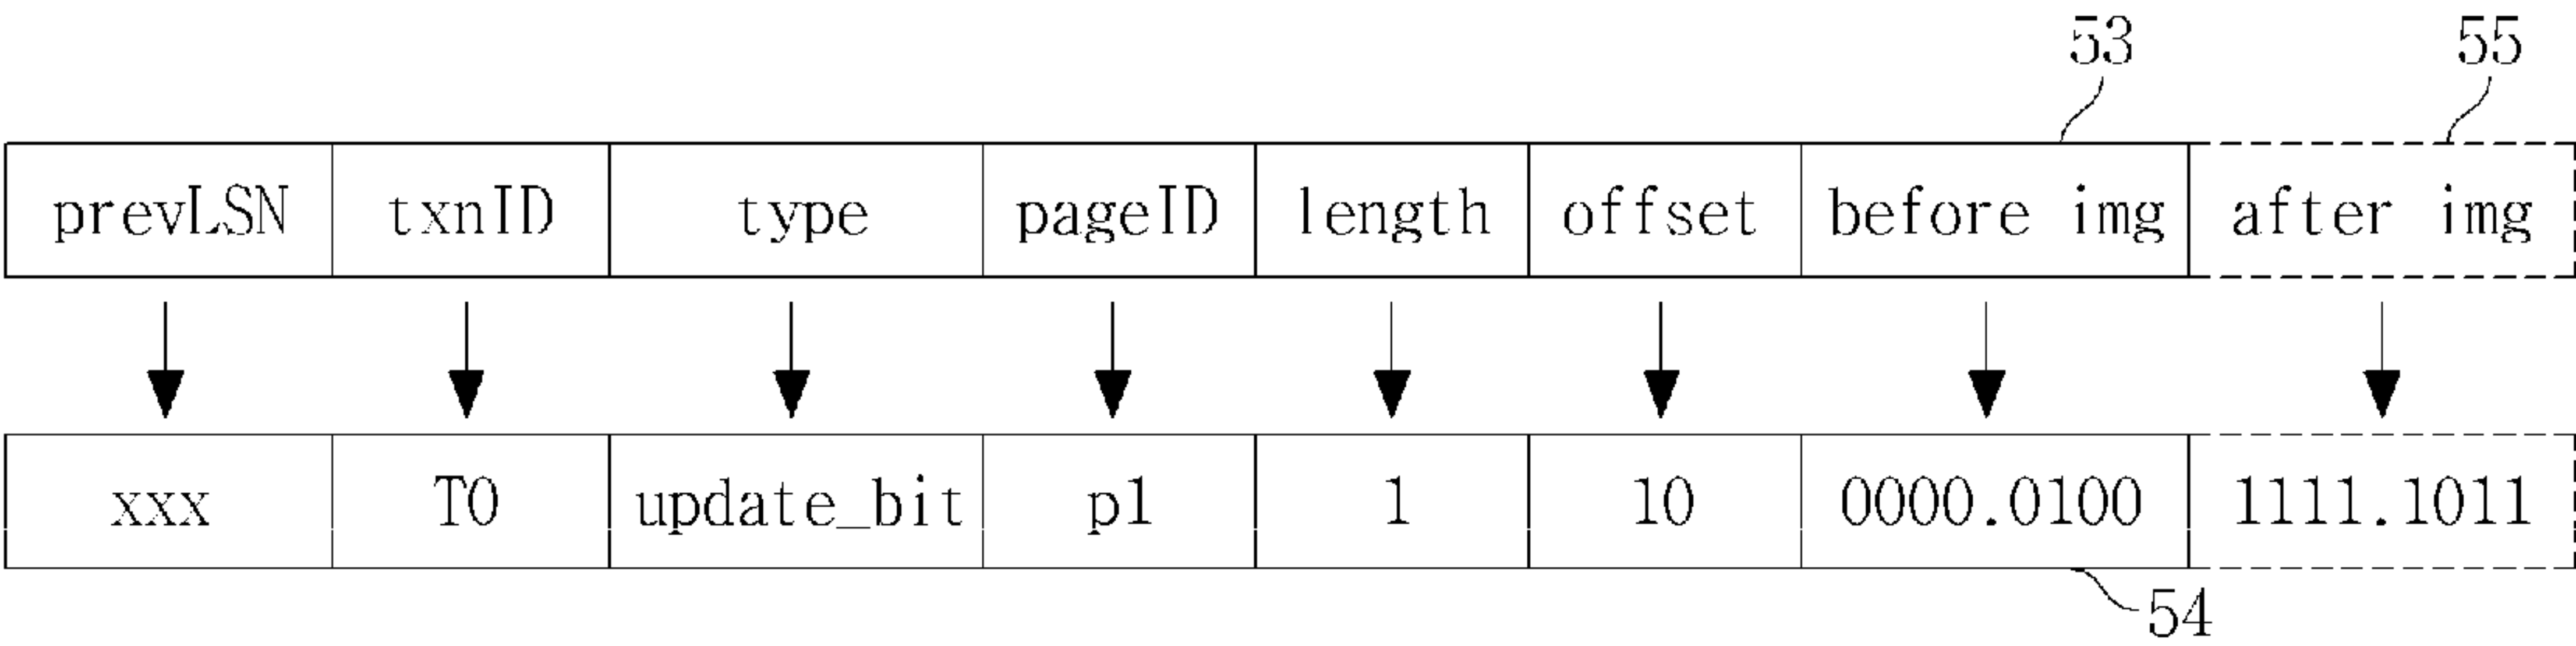 53 55
prevLSN txnID type pageID length offset before img after img
xxx T0 update_bit p1 1 10 0000.0100 1111.1011
54